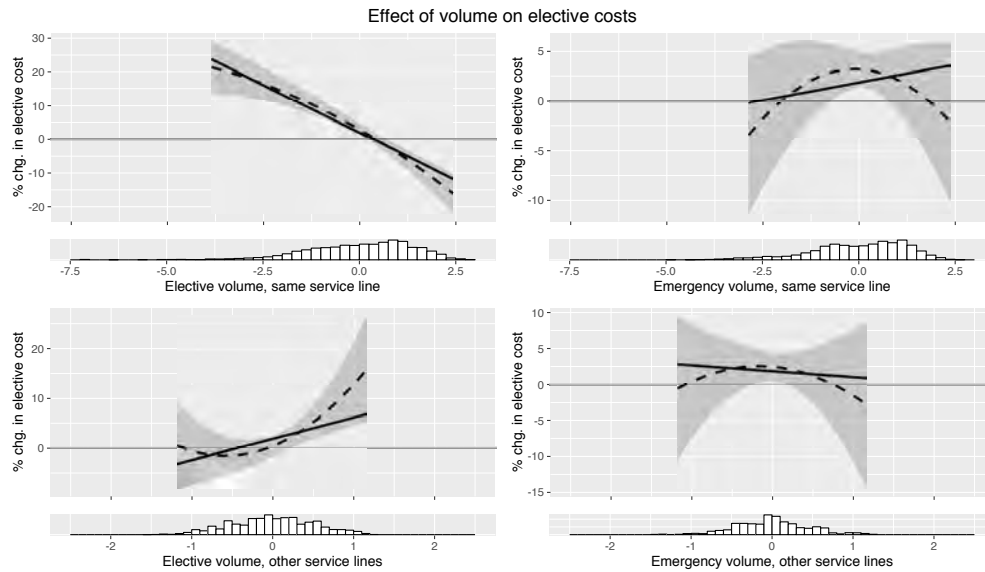 Effect of volume on elective costs
% chg. in elective cost
30
20
10
0
-10
-20
-7.5 -5.0 -2.5 0.0 2.5
Elective volume, same service line
% chg. in elective cost
5
0
-5
-10
-7.5 -5.0 -2.5 0.0 2.5
Emergency volume, same service line
% chg. in elective cost
20
10
0
-2 -1 0 1 2
Elective volume, other service lines
% chg. in elective cost
10
5
0
-5
-10
-15
-2 -1 0 1 2
Emergency volume, other service lines